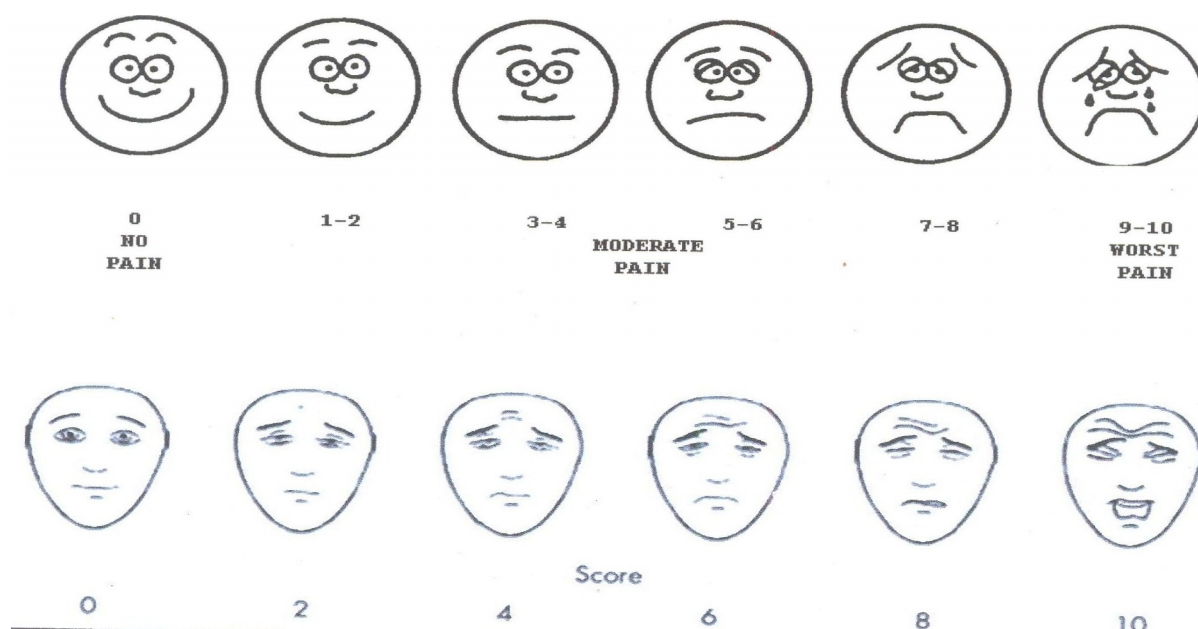 0 1-2 3-4 5-6 7-8 9-10
NO MODERATE WORST
PAIN PAIN PAIN
Score
0 2 4 6 8 10